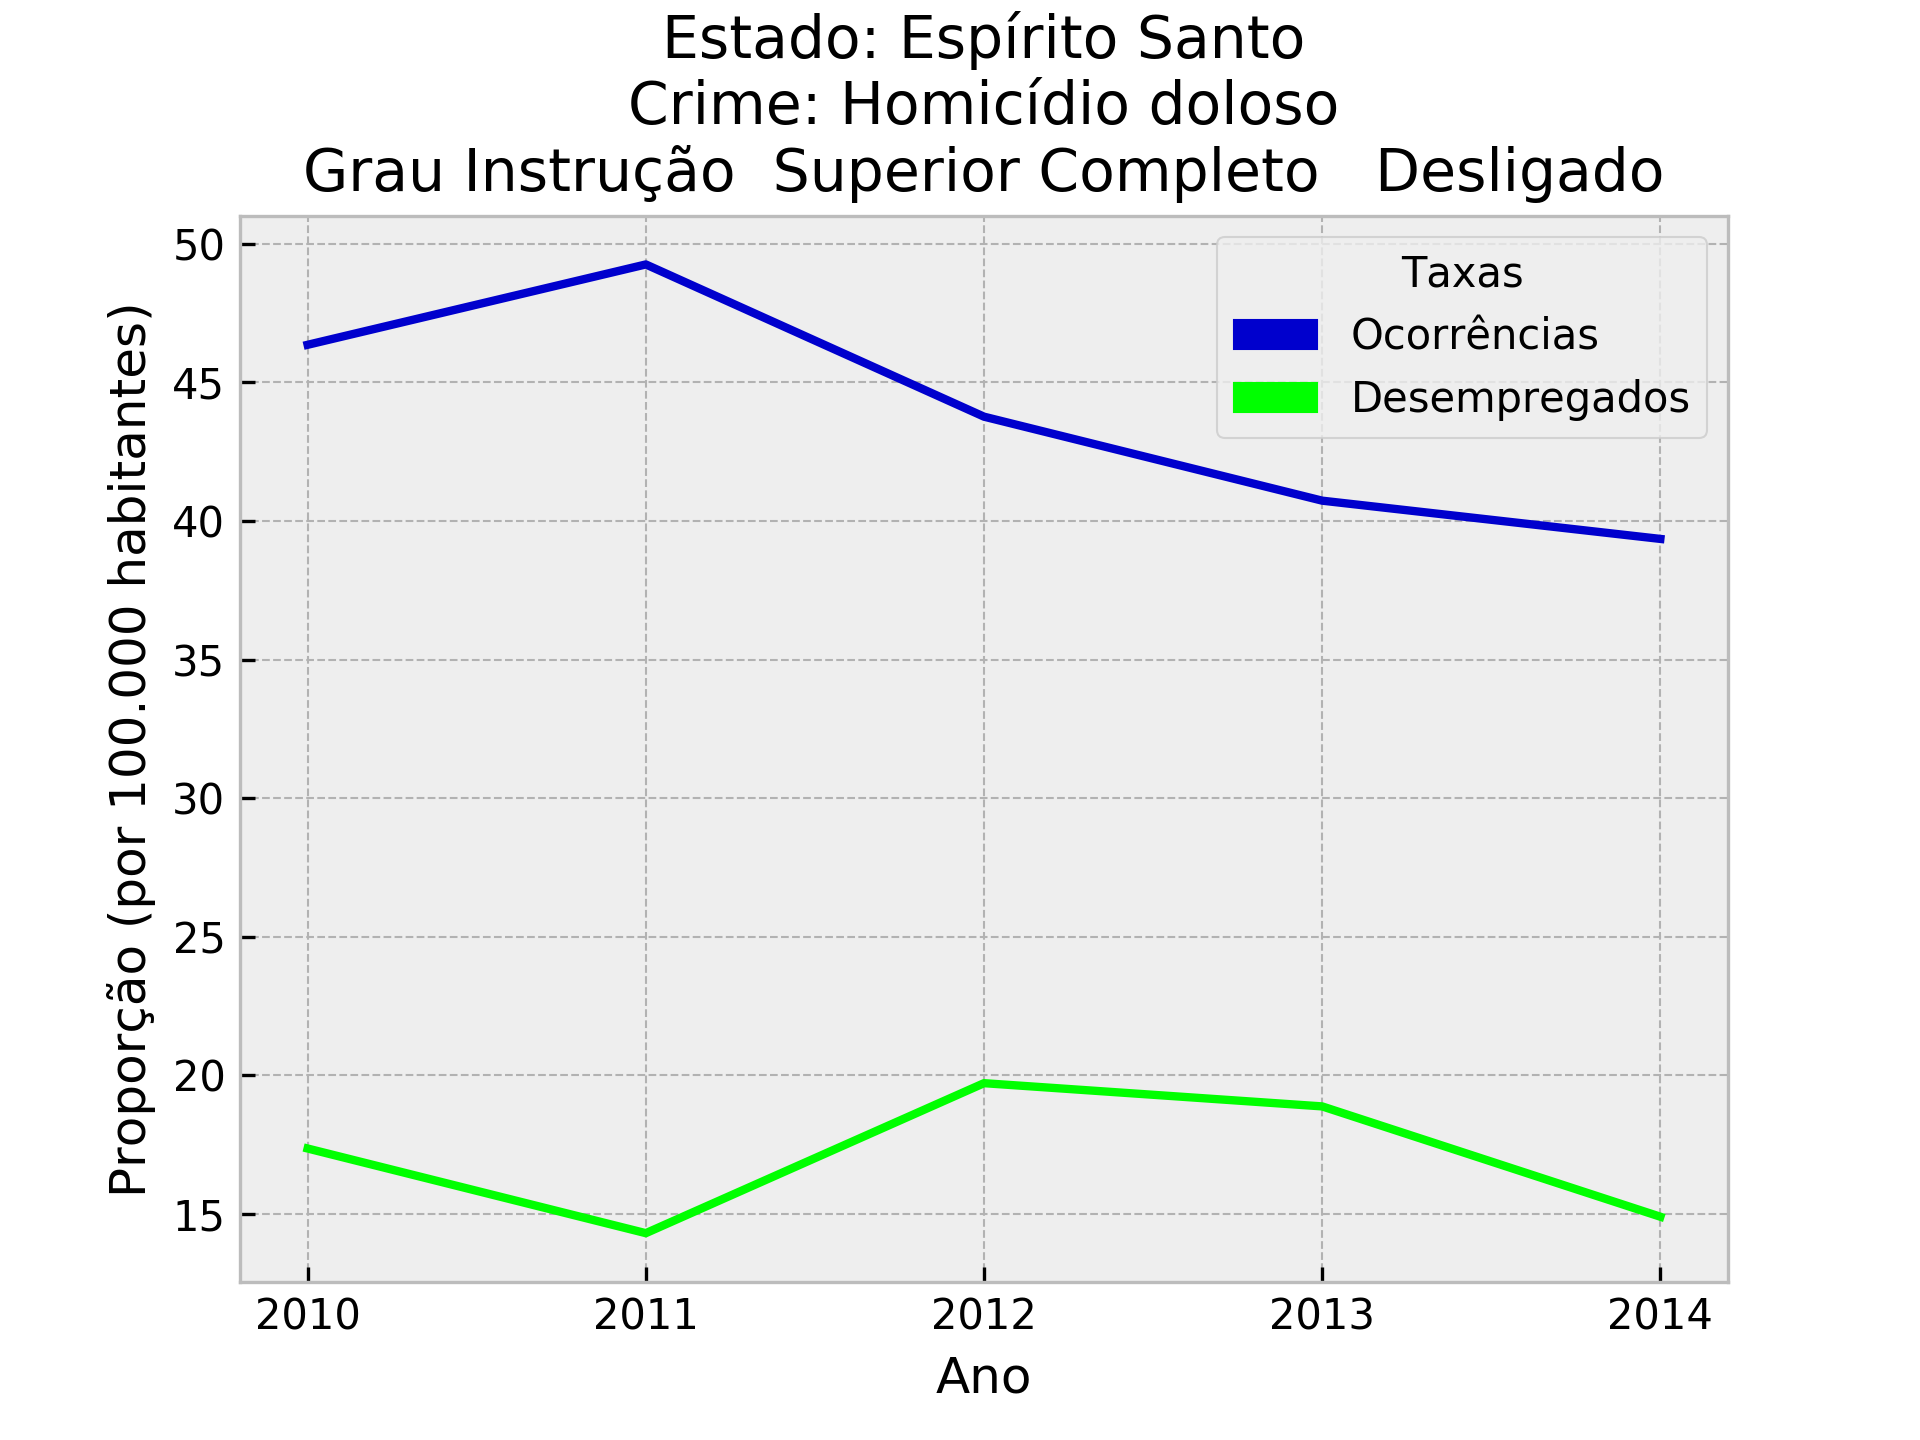 Estado: Espírito Santo
Crime: Homicídio doloso
Grau Instrução  Superior Completo   Desligado
Proporção (por 100.000 habitantes)
50
45
40
35
30
25
20
15
Taxas
Ocorrências
Desempregados
2010 2011 2012 2013 2014
Ano